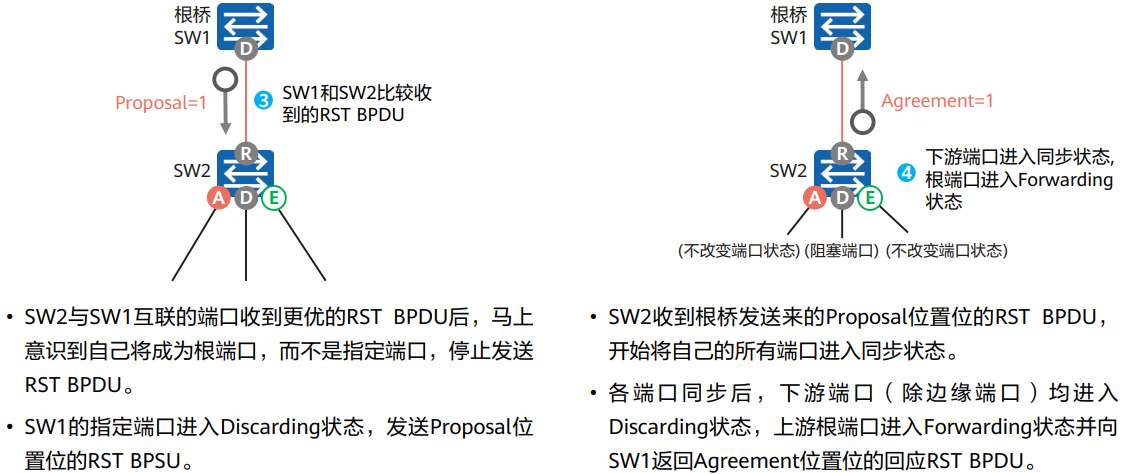 根桥
SW1
D
Proposal=1
3 SW1和SW2比较收
到的RST BPDU
R
SW2
A D E
• SW2与SW1互联的端口收到更优的RST BPDU后，马上
意识到自己将成为根端口，而不是指定端口，停止发送
RST BPDU。
• SW1的指定端口进入Discarding状态，发送Proposal位
置位的RST BPSU。
根桥
SW1
D
Agreement=1
R
SW2
4 下游端口进入同步状态,
根端口进入Forwarding
状态
A D E
(不改变端口状态) (阻塞端口) (不改变端口状态)
• SW2收到根桥发送来的Proposal位置位的RST BPDU，
开始将自己的所有端口进入同步状态。
• 各端口同步后，下游端口（除边缘端口）均进入
Discarding状态，上游根端口进入Forwarding状态并向
SW1返回Agreement位置位的回应RST BPDU。